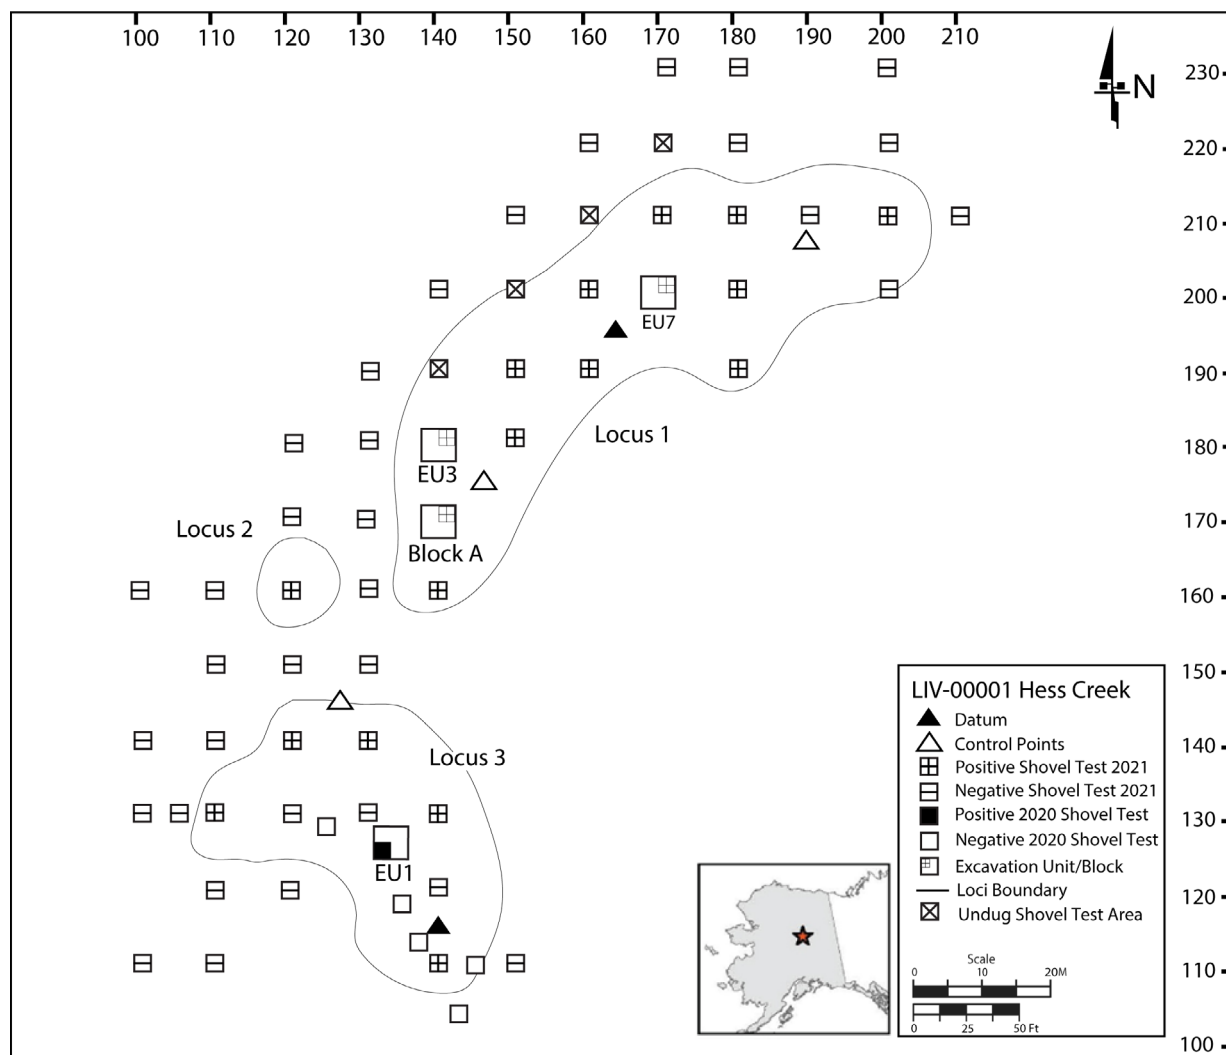 100 110 120 130 140 150 160 170 180 190 200 210
230
N
220
210
200
EU7
190
Locus 1
180
EU3
170
Locus 2
Block A
160
150
LIV-00001 Hess Creek
Datum
140
Locus 3
Control Points
Positive Shovel Test 2021
Negative Shovel Test 2021
130
Positive 2020 Shovel Test
Negative 2020 Shovel Test
EU1
Excavation Unit/Block
Loci Boundary
120
Undug Shovel Test Area
Scale
0 10 20M
110
0 25 50 Ft
100